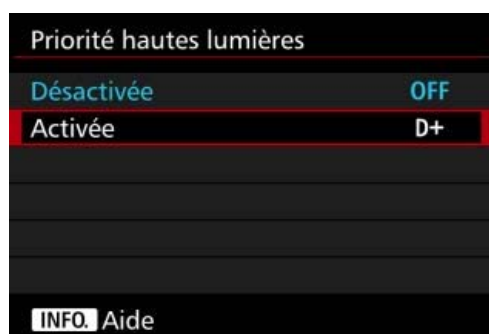 Priorité hautes lumières
Désactivée OFF
Activée D+
INFO. Aide